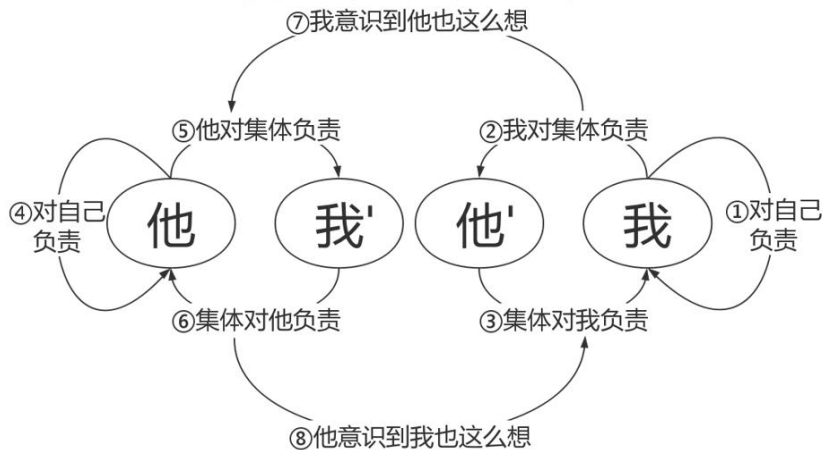 ⑦我意识到他也这么想
⑤他对集体负责
②我对集体负责
④对自己
负责
他
我'
他'
我
①对自己
负责
⑥集体对他负责
③集体对我负责
⑧他意识到我也这么想